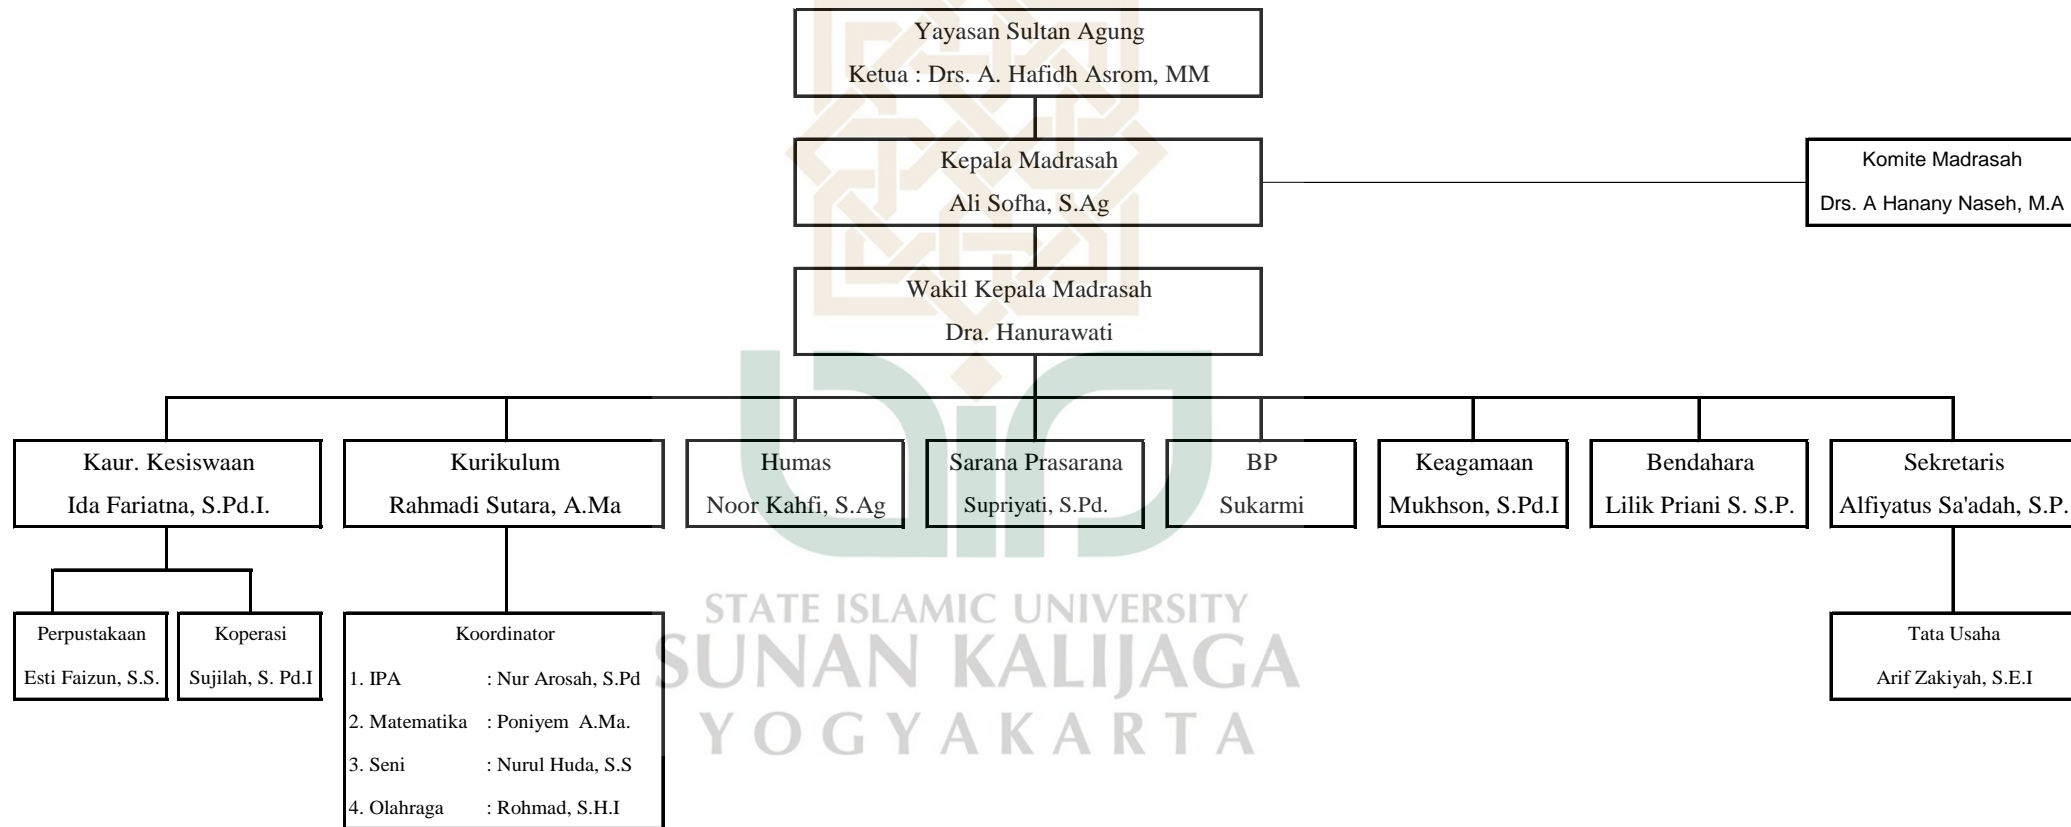 Yayasan Sultan Agung
Ketua : Drs. A. Hafidh Asrom, MM
Kepala Madrasah
Ali Sofha, S.Ag
Komite Madrasah
Drs. A Hanany Naseh, M.A
Wakil Kepala Madrasah
Dra. Hanurawati
Kaur. Kesiswaan
Ida Fariatna, S.Pd.I.
Kurikulum
Rahmadi Sutara, A.Ma
Humas
Noor Kahfi, S.Ag
Sarana Prasarana
Supriyati, S.Pd.
BP
Sukarmi
Keagamaan
Mukhson, S.Pd.I
Bendahara
Lilik Priani S. S.P.
Sekretaris
Alfiyatus Sa'adah, S.P.
Perpustakaan
Esti Faizun, S.S.
Koperasi
Sujilah, S. Pd.I
Koordinator
1. IPA : Nur Arosah, S.Pd
2. Matematika : Poniyem A.Ma.
3. Seni : Nurul Huda, S.S
4. Olahraga : Rohmad, S.H.I
Tata Usaha
Arif Zakiyah, S.E.I
STATE ISLAMIC UNIVERSITY
SUNAN KALIJAGA
YOGYAKARTA